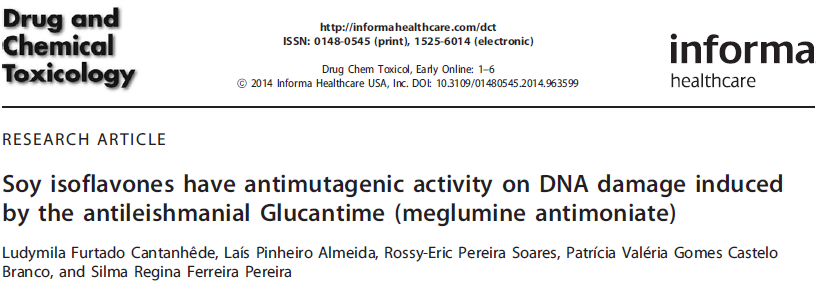 Drug and
Chemical
Toxicology
http://informahealthcare.com/dct
ISSN: 0148-0545 (print), 1525-6014 (electronic)
Drug Chem Toxicol, Early Online: 1–6
© 2014 Informa Healthcare USA, Inc. DOI: 10.3109/01480545.2014.963599
informa
healthcare
RESEARCH ARTICLE
Soy isoflavones have antimutagenic activity on DNA damage induced
by the antileishmanial Glucantime (meglumine antimoniate)
Ludymila Furtado Cantanhêde, Laís Pinheiro Almeida, Rossy-Eric Pereira Soares, Patrícia Valéria Gomes Castelo
Branco, and Silma Regina Ferreira Pereira